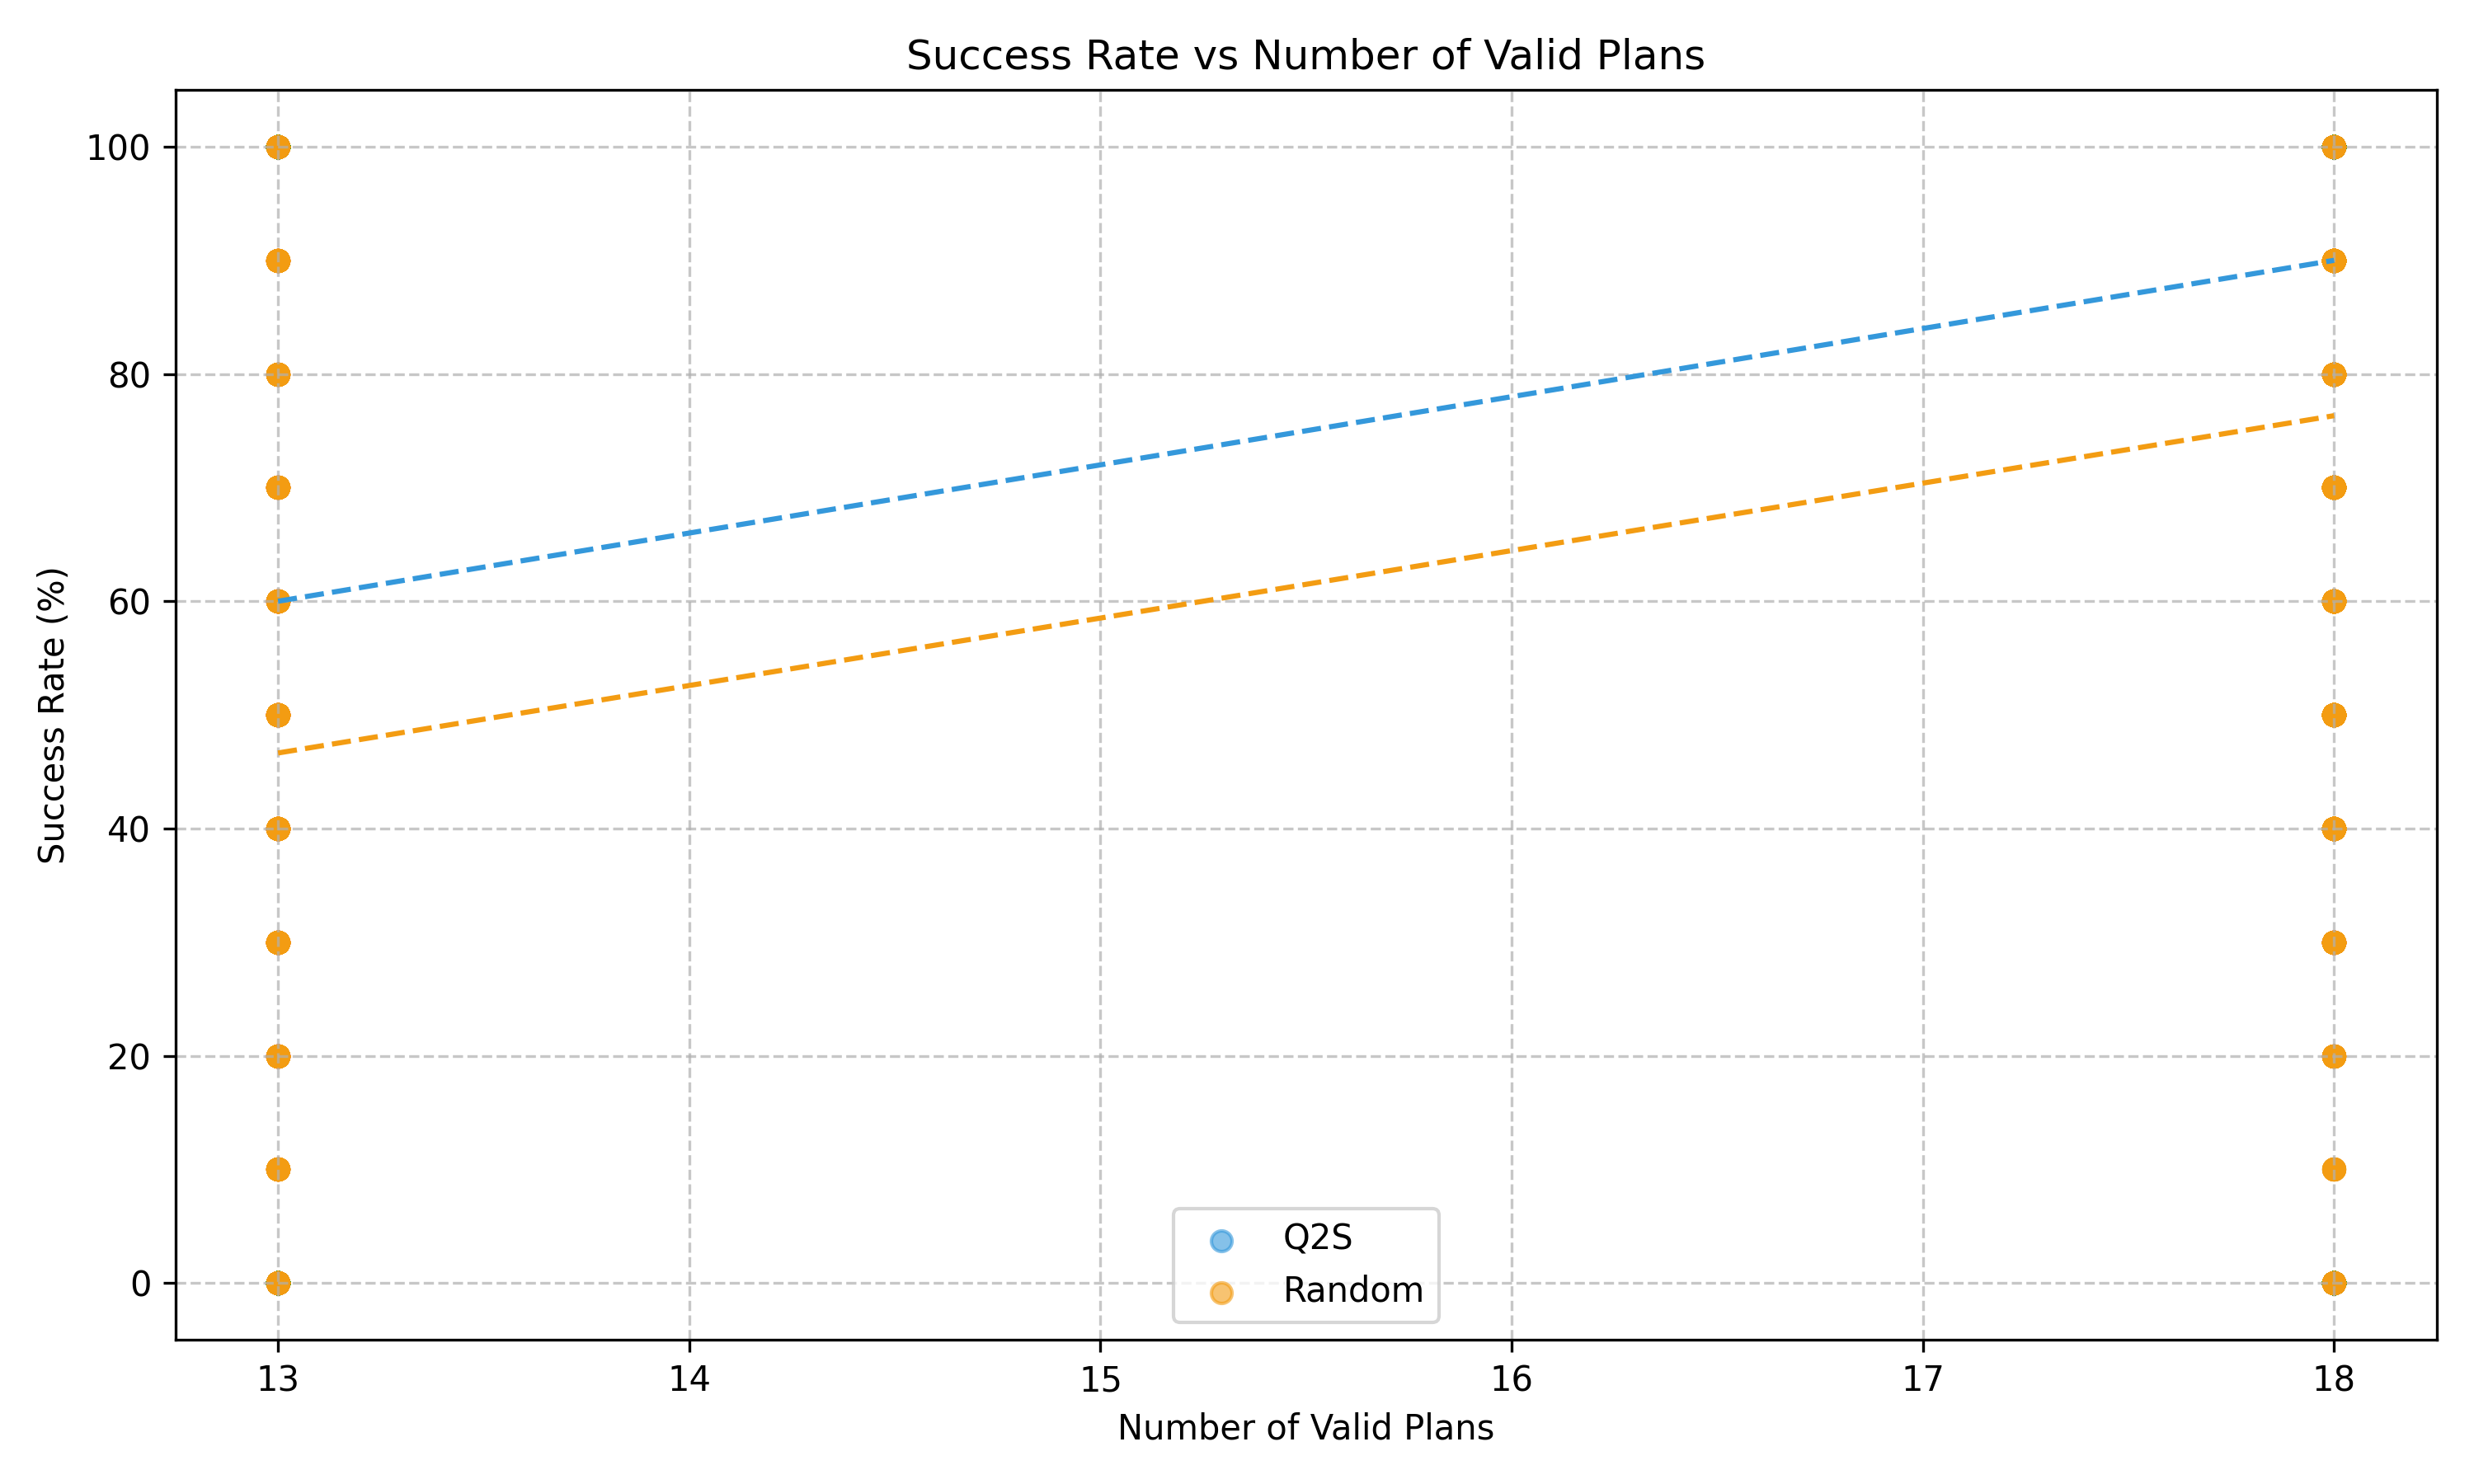 Success Rate vs Number of Valid Plans
Success Rate (%)
100
80
60
40
20
0
Q2S
Random
13 14 15 16 17 18
Number of Valid Plans